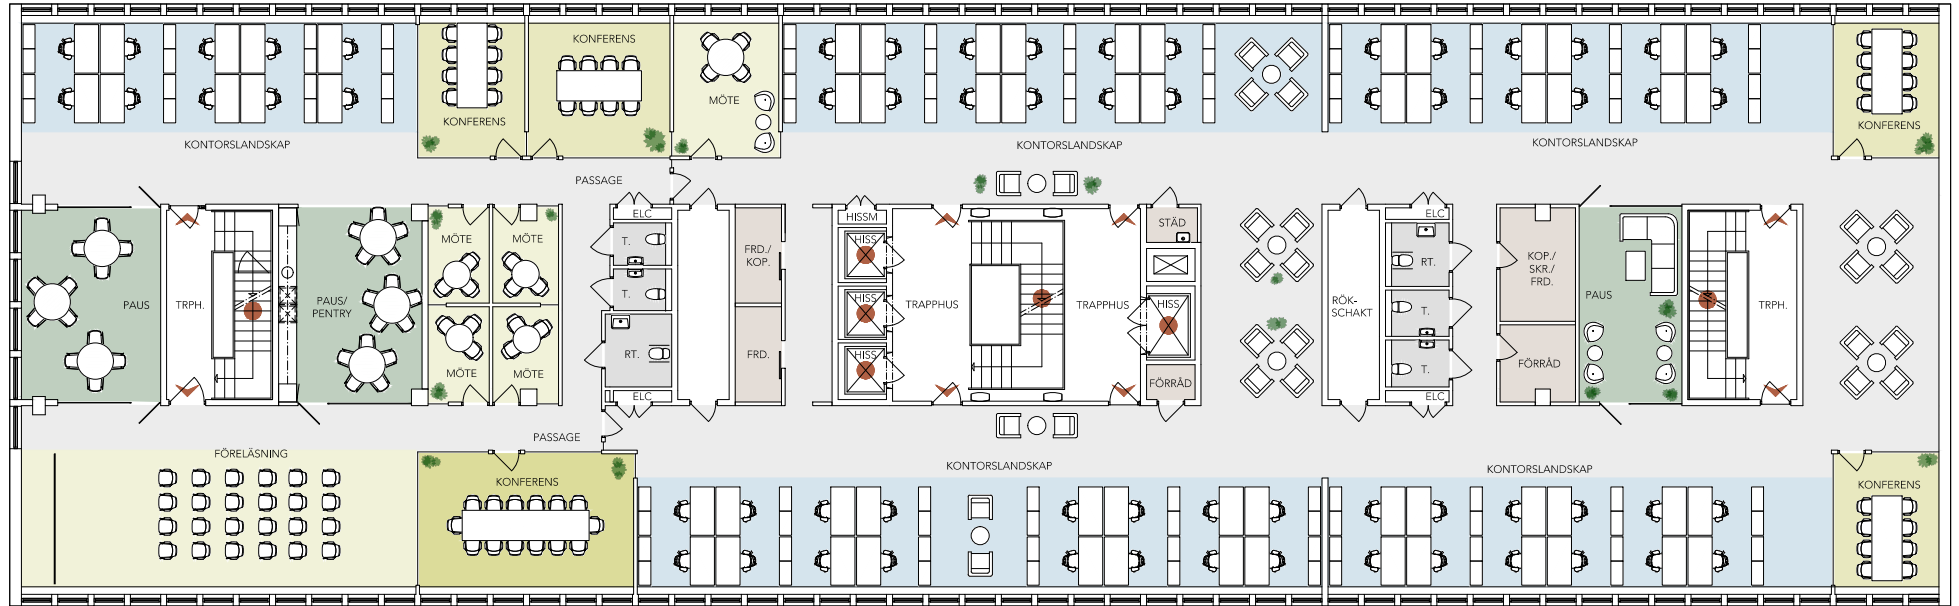 KONFERENS
KONFERENS
MÖTE
KONFERENS
KONTORSLANDSKAP
KONTORSLANDSKAP
KONTORSLANDSKAP
PASSAGE
ELC
HISSM
STÄD
ELC
MÖTE
MÖTE
T.
HISS
FRD./
KOP.
RT.
KOP./
SKR./
FRD.
PAUS
TRPH.
PAUS/
PENTRY
T.
HISS
TRAPPHUS
TRAPPHUS
HISS
RÖK-
SCHAKT
T.
PAUS
TRPH.
MÖTE
MÖTE
RT.
FRD.
HISS
FÖRRÅD
T.
FÖRRÅD
ELC
ELC
PASSAGE
FÖRELÄSNING
KONFERENS
KONTORSLANDSKAP
KONTORSLANDSKAP
KONFERENS